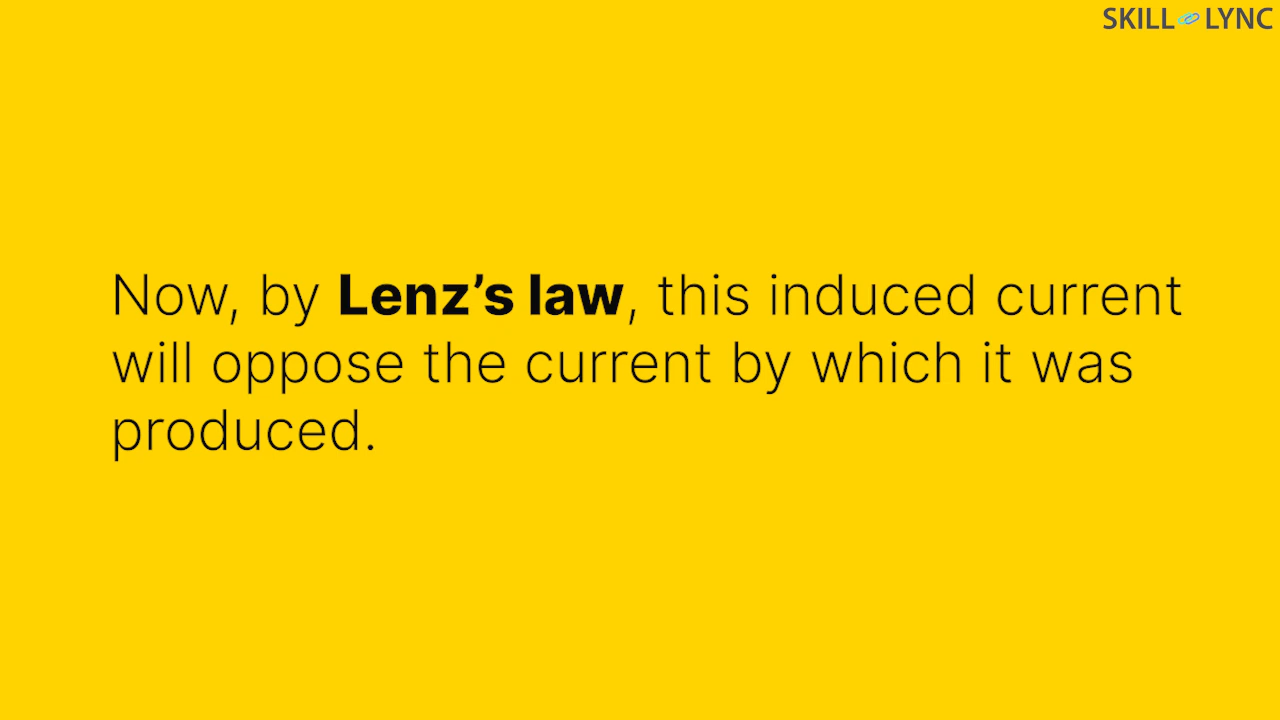 SKILL LYNC
Now, by Lenz’s law, this induced current
will oppose the current by which it was
produced.